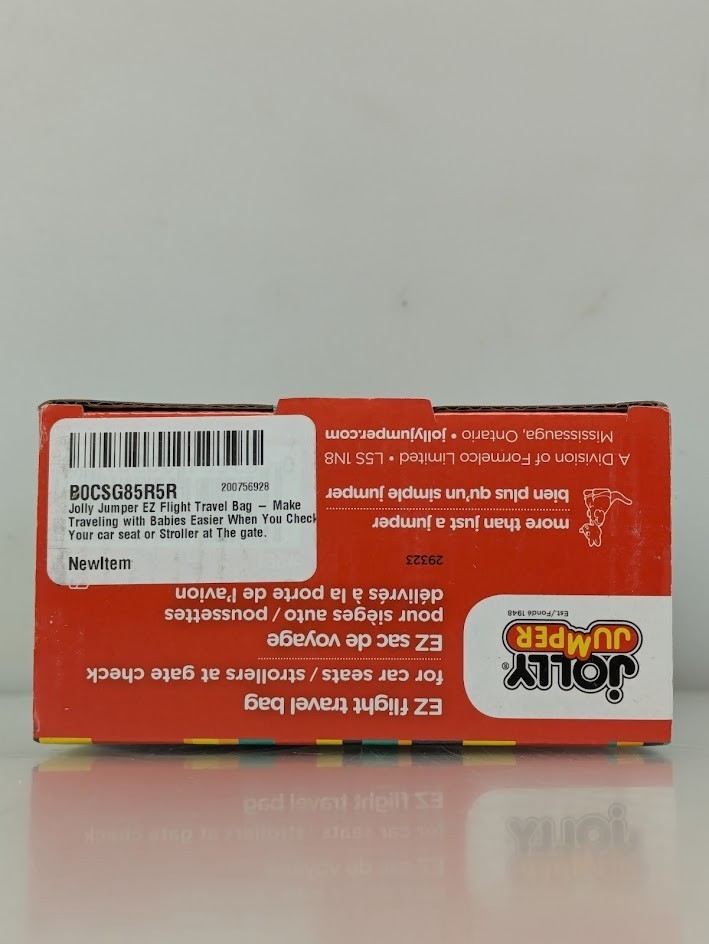 B0CSG85R5R 200756928
Jolly Jumper EZ Flight Travel Bag – Make
Traveling with Babies Easier When You Check
Your car seat or Stroller at The gate.
NewItem
JOLLY
JUMPER
Est./Fondé 1948
EZ flight travel bag
for car seats / strollers at gate check
EZ sac de voyage
pour sièges auto / poussettes
délivrés à la porte de l'avion
29323
more than just a jumper
bien plus qu'un simple jumper
A Division of Formelco Limited • L5S 1N8
Mississauga, Ontario • jollyjumper.com